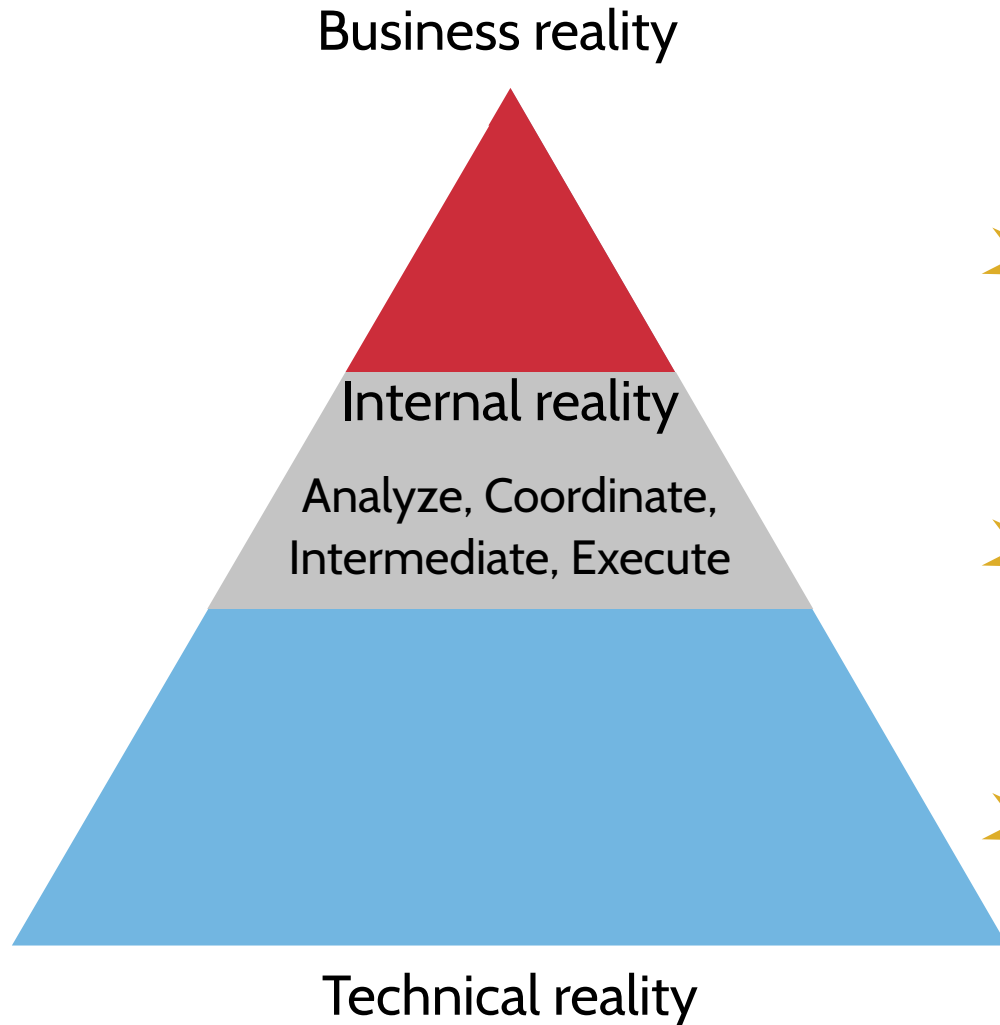 Business reality
Internal reality
Analyze, Coordinate,
Intermediate, Execute
Technical reality